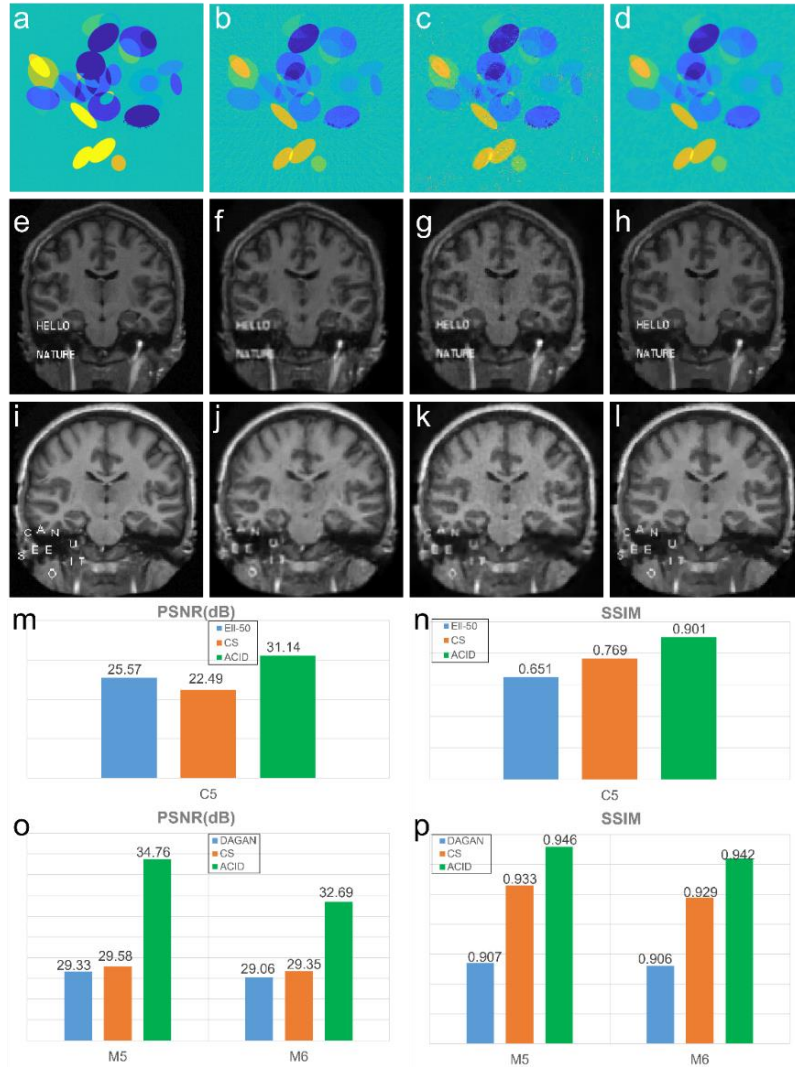 a b c d
e f g h
HELLO HELLO HELLO HELLO
NATURE NATURE NATURE NATURE
i j k l
C A N U C A N U C A N U C A N U
S E E I T S E E I T S E E I T S E E I T
m PSNR(dB) n SSIM
Ell-50
CS
ACID
25.57 22.49 31.14
C5
Ell-50
CS
ACID
0.651 0.769 0.901
C5
o PSNR(dB) p SSIM
DAGAN
CS
ACID
29.33 29.58 34.76
29.06 29.35 32.69
M5 M6
DAGAN
CS
ACID
0.907 0.933 0.946
0.906 0.929 0.942
M5 M6